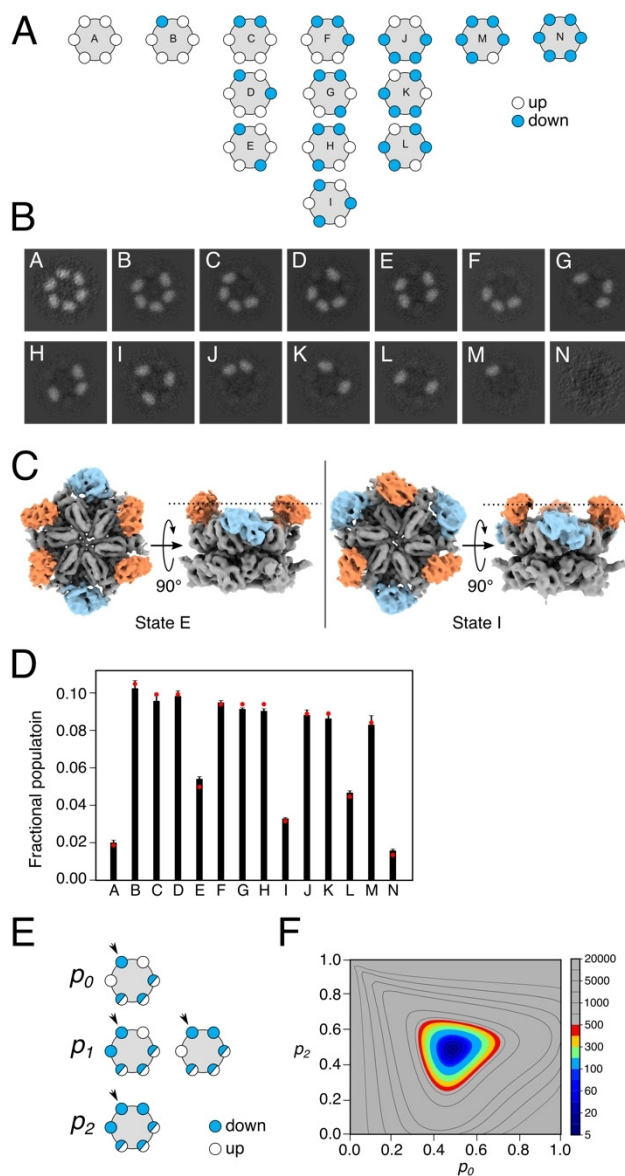 A
A B C F J M N
D G K
E H L
I
up
down
B
A B C D E F G
H I J K L M N
C
90°
90°
State E
State I
D
Fractional populatoin
0.10
0.08
0.06
0.04
0.02
0.00
A B C D E F G H I J K L M N
E
p0
p1
p2
down
up
F
1.0
0.8
0.6
0.4
0.2
0.0
p2
0.0 0.2 0.4 0.6 0.8 1.0
p0
20000
5000
1000
500
300
100
60
20
5